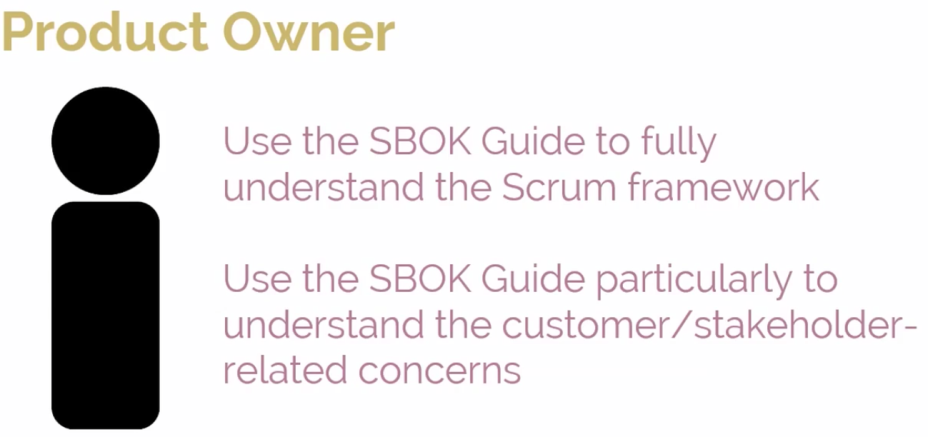 Product Owner
Use the SBOK Guide to fully
understand the Scrum framework
Use the SBOK Guide particularly to
understand the customer/stakeholder-
related concerns